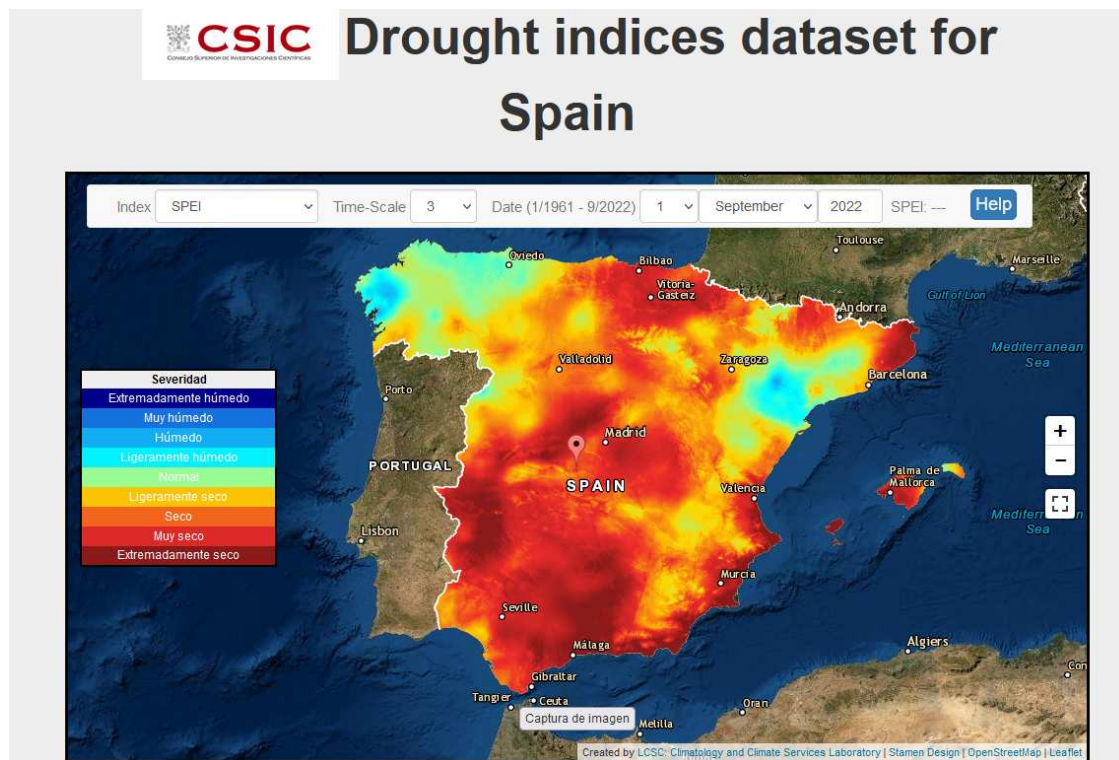 CSIC
CONSEJO SUPERIOR DE INVESTIGACIONES CIENTÍFICAS
Drought indices dataset for
Spain
Index SPEI Time-Scale 3 Date (1/1961 - 9/2022) 1 September 2022 SPEI: --- Help
Toulouse
Oviedo
Bilbao
Marseille
Vitoria-
Gasteiz
Andorra
Gulf of Lion
Mediterranean
Sea
Valladolid
Zaragoza
Barcelona
Severidad
Extremadamente húmedo
Muy húmedo
Húmedo
Ligeramente húmedo
Normal
Ligeramente seco
Seco
Muy seco
Extremadamente seco
Porto
Madrid
+
−
PORTUGAL
SPAIN
Palma de
Mallorca
Valencia
Sea
Lisbon
Murcia
Seville
Málaga
Algiers
Gibraltar
Tangier
Ceuta
Oran
Captura de imagen
Melilla
Created by LCSC: Climatology and Climate Services Laboratory | Stamen Design | OpenStreetMap | Leaflet